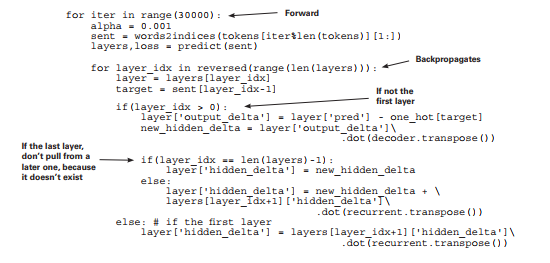 for iter in range(30000):
Forward
alpha = 0.001
sent = words2indices(tokens[iter%len(tokens)][1:])
layers,loss = predict(sent)
Backpropagates
for layer_idx in reversed(range(len(layers))):
layer = layers[layer_idx]
target = sent[layer_idx-1]
If not the
first layer
if(layer_idx > 0):
layer['output_delta'] = layer['pred'] - one_hot[target]
new_hidden_delta = layer['output_delta']\
.dot(decoder.transpose())
If the last layer,
don't pull from a
later one, because
it doesn't exist
if(layer_idx == len(layers)-1):
layer['hidden_delta'] = new_hidden_delta
else:
layer['hidden_delta'] = new_hidden_delta + \
layers[layer_idx+1]['hidden_delta']\
.dot(recurrent.transpose())
else: # if the first layer
layer['hidden_delta'] = layers[layer_idx+1]['hidden_delta']\
.dot(recurrent.transpose())